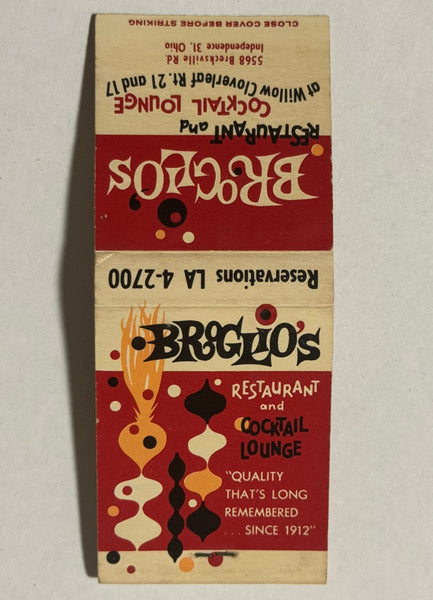 CLOSE COVER BEFORE STRIKING
5568 Brecksville Rd.
Independence 31, Ohio
at Willow Cloverleaf Rt. 21 and 17
COCKTAIL LOUNGE
RESTAURANT and
BROGLIO'S
Reservations LA 4-2700
BROGLIO'S
RESTAURANT
and
COCKTAIL
LOUNGE
"QUALITY
THAT'S LONG
REMEMBERED
. . . SINCE 1912"